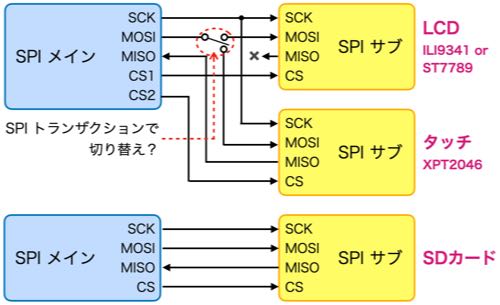 SCK
MOSI
SPI メイン
MISO
CS1
CS2
SCK
MOSI
SPI サブ
MISO
CS
LCD
ILI9341 or
ST7789
SPI トランザクションで
切り替え？
SCK
MOSI
SPI サブ
MISO
CS
タッチ
XPT2046
SCK
MOSI
SPI メイン
MISO
CS
SCK
MOSI
SPI サブ
MISO
CS
SDカード